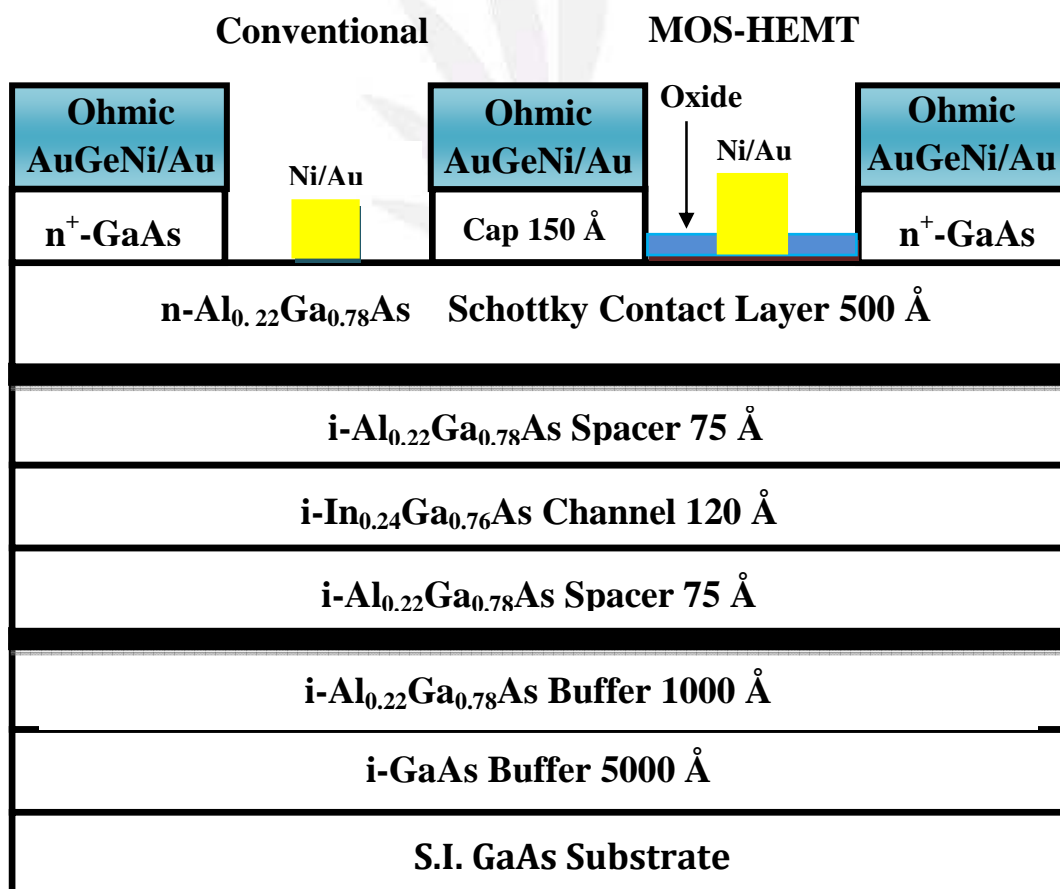 Conventional MOS-HEMT
Ohmic
AuGeNi/Au
Ni/Au
Ohmic
AuGeNi/Au
Oxide
Ni/Au
Ohmic
AuGeNi/Au
n⁺-GaAs
Cap 150 Å
n⁺-GaAs
n-Al₀.₂₂Ga₀.₇₈As Schottky Contact Layer 500 Å
i-Al₀.₂₂Ga₀.₇₈As Spacer 75 Å
i-In₀.₂₄Ga₀.₇₆As Channel 120 Å
i-Al₀.₂₂Ga₀.₇₈As Spacer 75 Å
i-Al₀.₂₂Ga₀.₇₈As Buffer 1000 Å
i-GaAs Buffer 5000 Å
S.I. GaAs Substrate